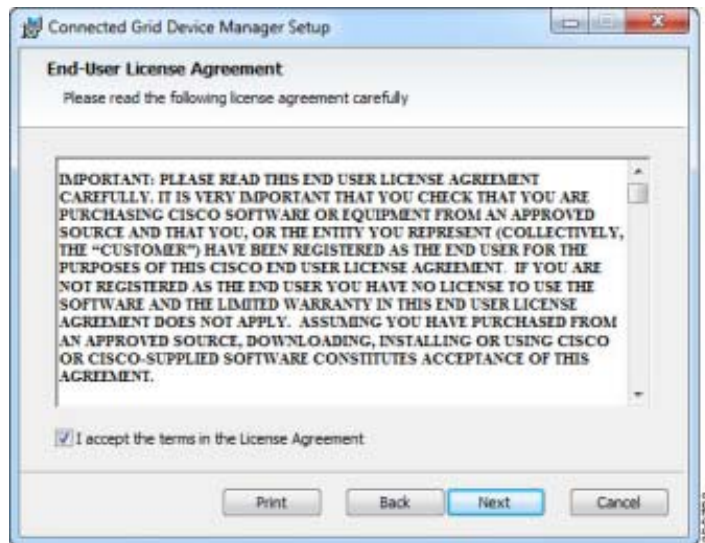 Connected Grid Device Manager Setup
End-User License Agreement
Please read the following license agreement carefully
IMPORTANT: PLEASE READ THIS END USER LICENSE AGREEMENT
CAREFULLY. IT IS VERY IMPORTANT THAT YOU CHECK THAT YOU ARE
PURCHASING CISCO SOFTWARE OR EQUIPMENT FROM AN APPROVED
SOURCE AND THAT YOU, OR THE ENTITY YOU REPRESENT (COLLECTIVELY,
THE “CUSTOMER”) HAVE BEEN REGISTERED AS THE END USER FOR THE
PURPOSES OF THIS CISCO END USER LICENSE AGREEMENT. IF YOU ARE
NOT REGISTERED AS THE END USER YOU HAVE NO LICENSE TO USE THE
SOFTWARE AND THE LIMITED WARRANTY IN THIS END USER LICENSE
AGREEMENT DOES NOT APPLY. ASSUMING YOU HAVE PURCHASED FROM
AN APPROVED SOURCE, DOWNLOADING, INSTALLING OR USING CISCO
OR CISCO-SUPPLIED SOFTWARE CONSTITUTES ACCEPTANCE OF THIS
AGREEMENT.
I accept the terms in the License Agreement
Print Back Next Cancel